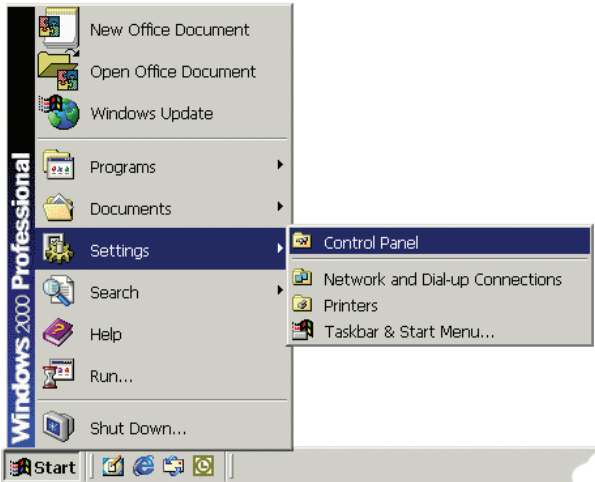 New Office Document
Open Office Document
Windows Update
Programs
Documents
Settings
Search
Help
Run...
Shut Down...
Control Panel
Network and Dial-up Connections
Printers
Taskbar & Start Menu...
Windows 2000 Professional
Start